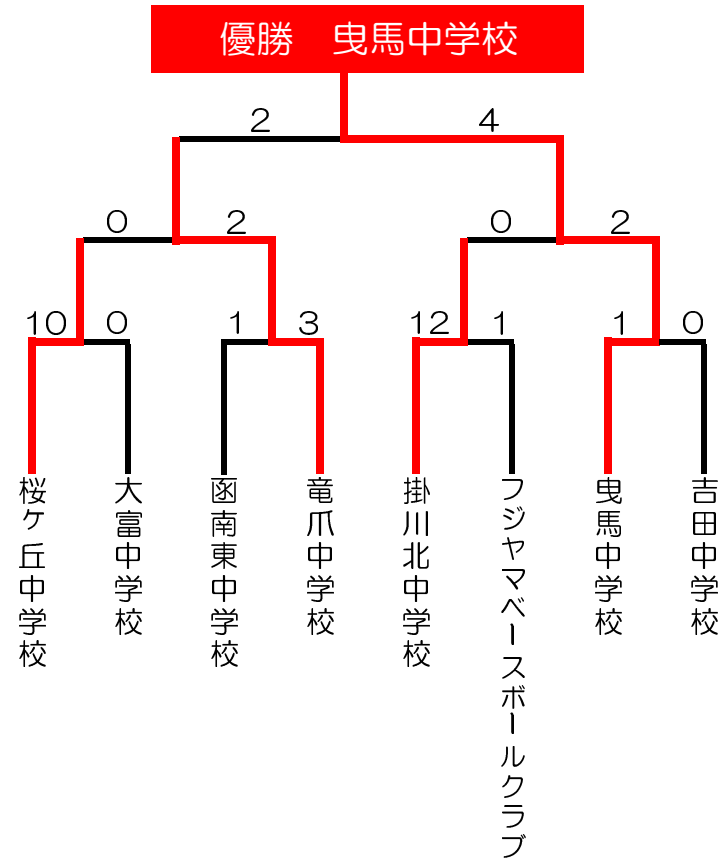 優勝　曳馬中学校
2 4
0 2 0 2
10 0 1 3 12 1 1 0
桜ヶ丘中学校
大富中学校
函南東中学校
竜爪中学校
掛川北中学校
フジヤマベースボールクラブ
曳馬中学校
吉田中学校